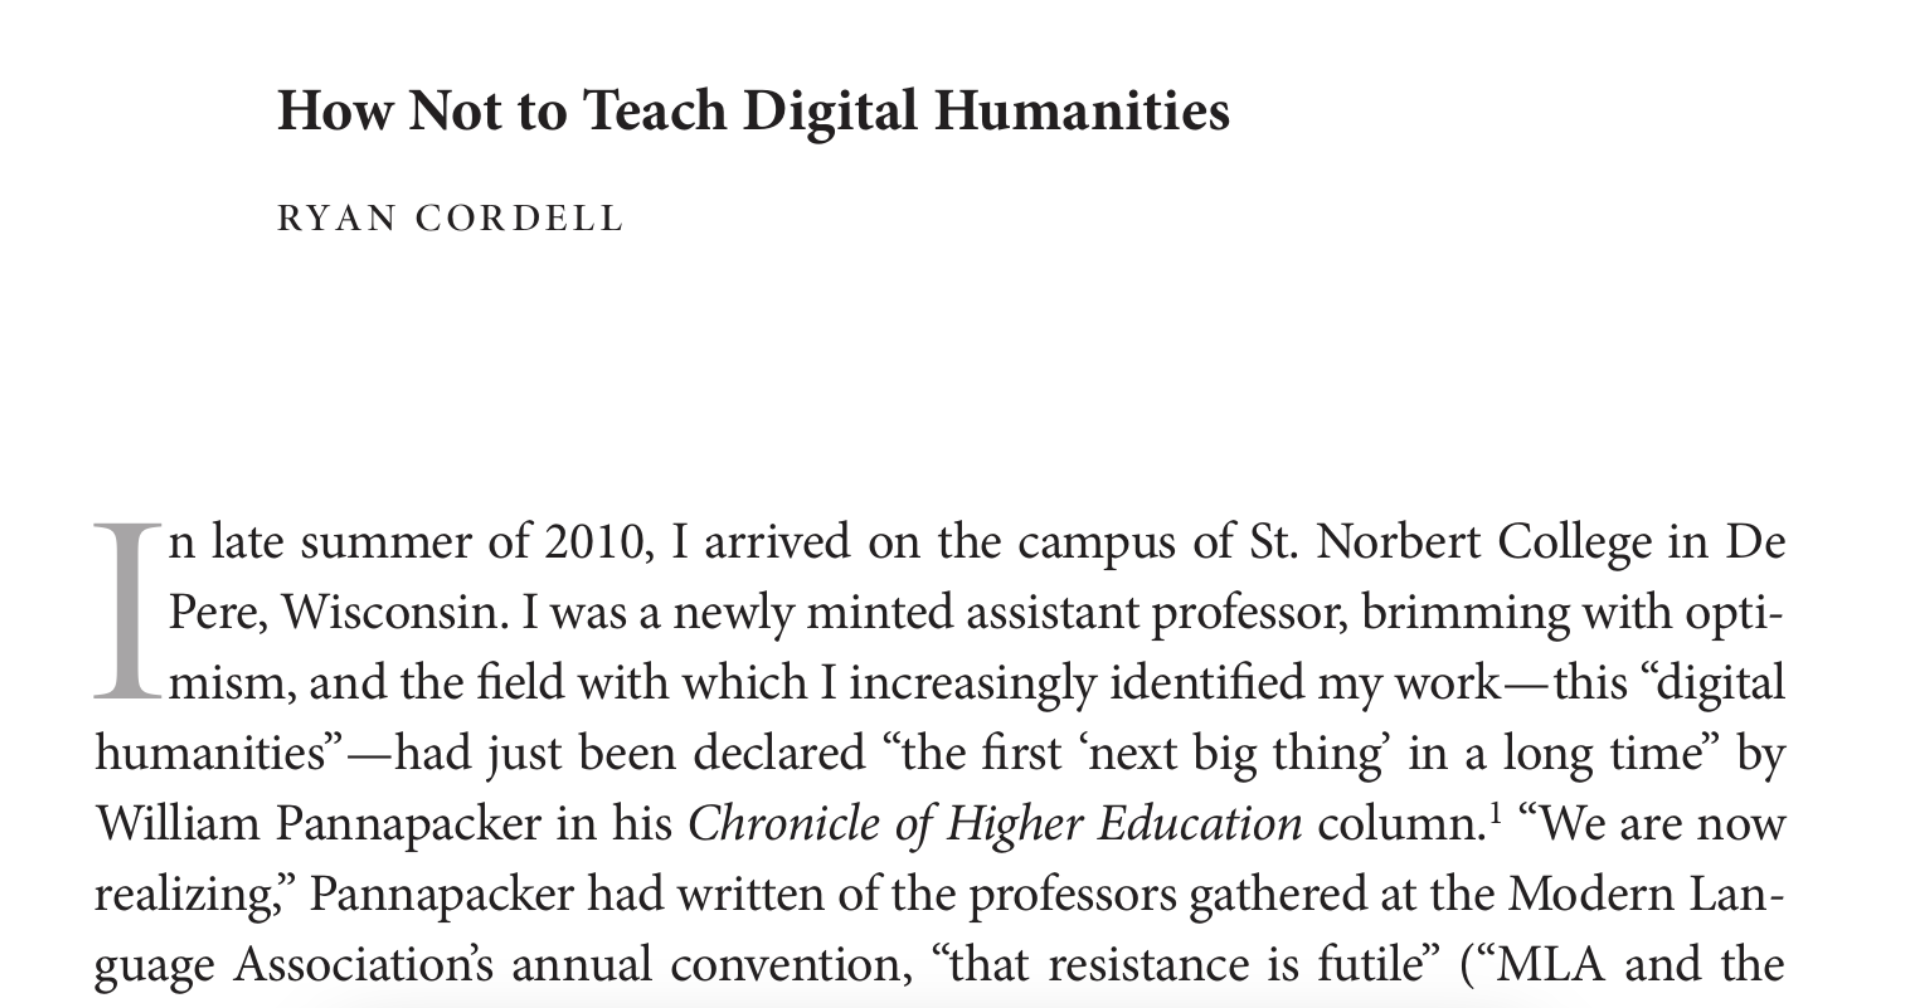 How Not to Teach Digital Humanities
RYAN CORDELL
In late summer of 2010, I arrived on the campus of St. Norbert College in De
Pere, Wisconsin. I was a newly minted assistant professor, brimming with opti-
mism, and the field with which I increasingly identified my work—this “digital
humanities”—had just been declared “the first ‘next big thing’ in a long time” by
William Pannapacker in his Chronicle of Higher Education column.¹ “We are now
realizing,” Pannapacker had written of the professors gathered at the Modern Lan-
guage Association’s annual convention, “that resistance is futile” (“MLA and the